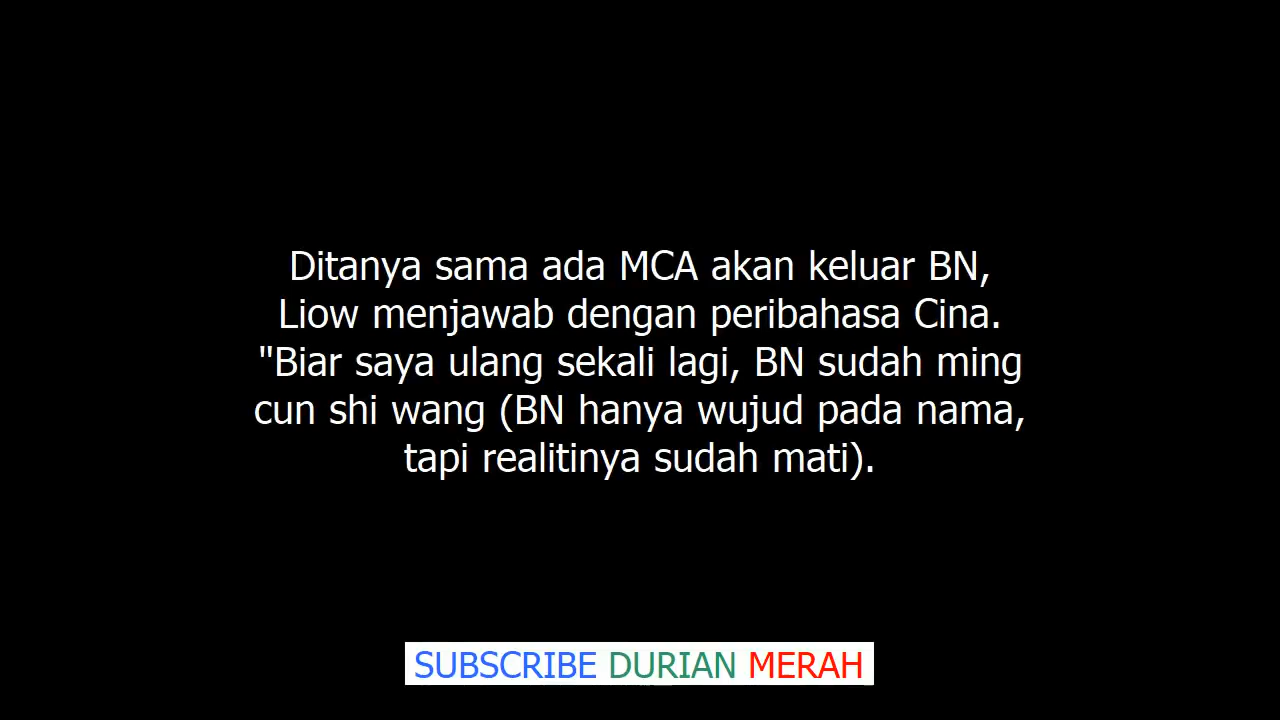 Ditanya sama ada MCA akan keluar BN,
Liow menjawab dengan peribahasa Cina.
"Biar saya ulang sekali lagi, BN sudah ming
cun shi wang (BN hanya wujud pada nama,
tapi realitinya sudah mati).
SUBSCRIBE DURIAN MERAH